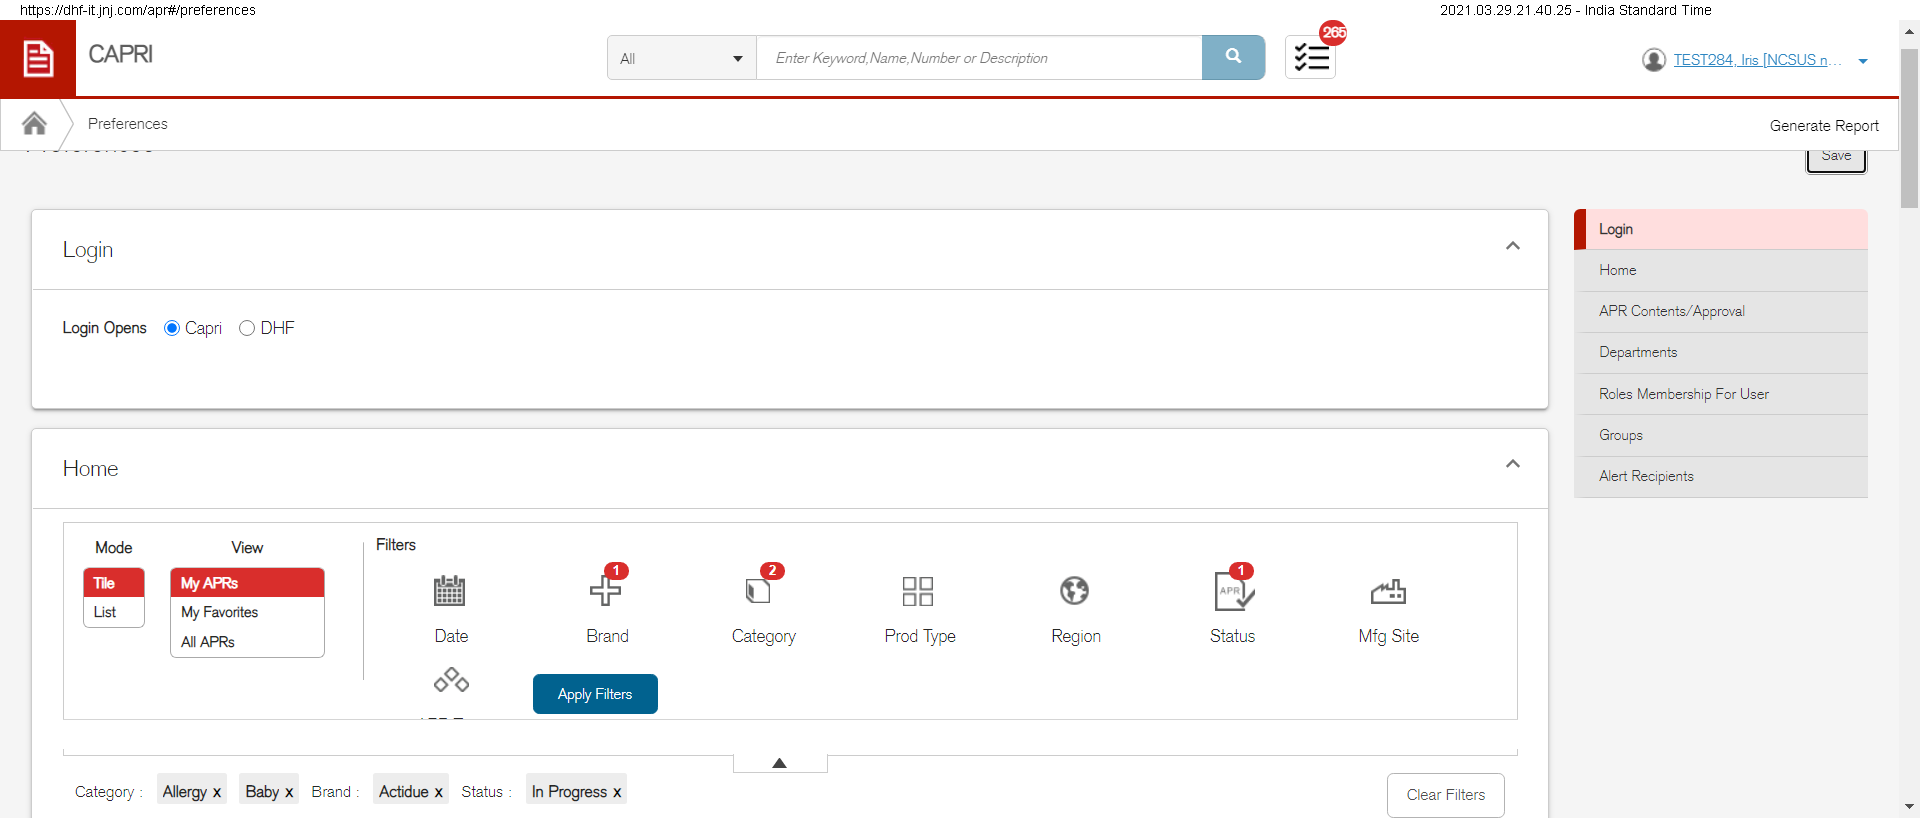 https://dhf-it.jnj.com/apr#/preferences
2021.03.29.21.40.25 - India Standard Time
CAPRI
All
Enter Keyword,Name,Number or Description
265
TEST284, Iris [NCSUS n...
Preferences
Generate Report
Preferences
Save
Login
Login Opens Capri DHF
Home
Mode
View
Filters
Tile
List
My APRs
My Favorites
All APRs
Date
1
Brand
2
Category
Prod Type
Region
1
APR
Status
Mfg Site
Apply Filters
Category : Allergy x Baby x Brand : Actidue x Status : In Progress x
Clear Filters
Login
Home
APR Contents/Approval
Departments
Roles Membership For User
Groups
Alert Recipients